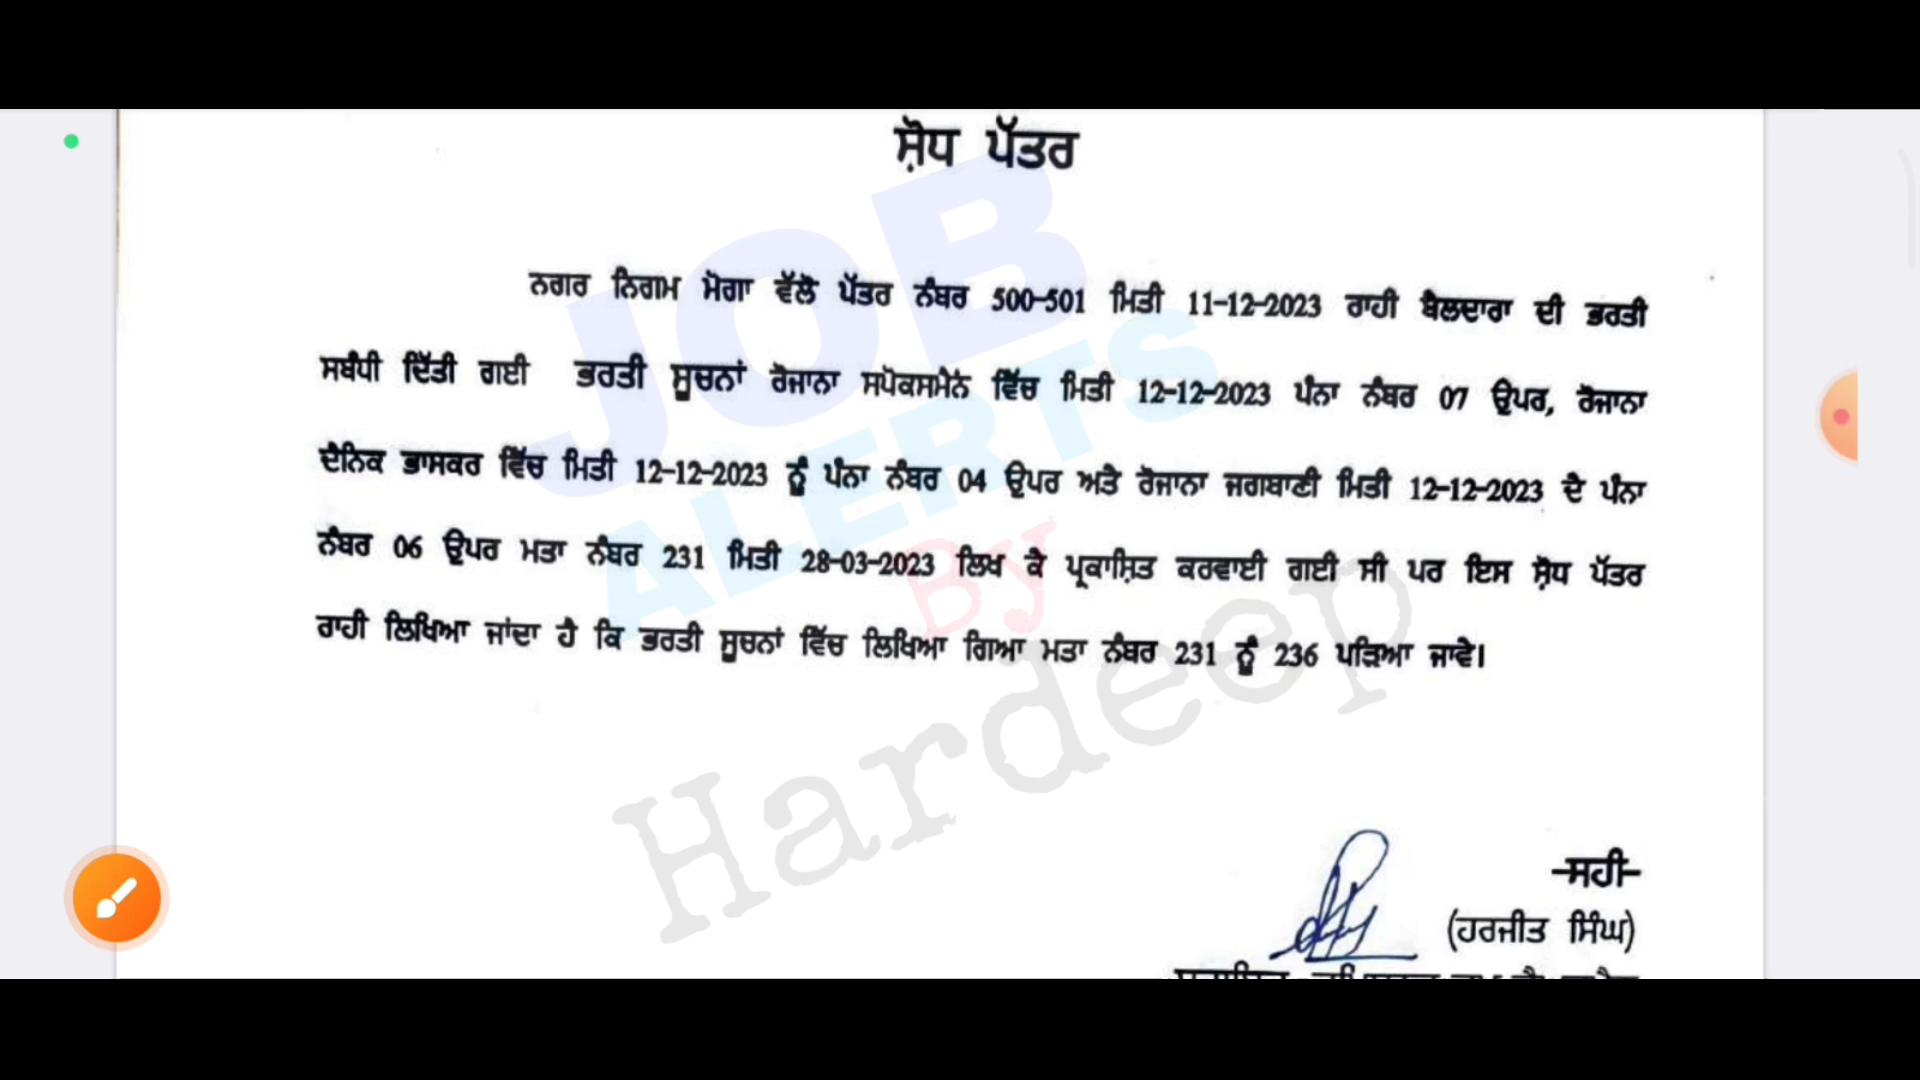 ਸ਼ੋਧ ਪੱਤਰ
ਨਗਰ ਨਿਗਮ ਮੋਗਾ ਵੱਲੋ ਪੱਤਰ ਨੰਬਰ 500-501 ਮਿਤੀ 11-12-2023 ਰਾਹੀ ਬੇਲਦਾਰਾ ਦੀ ਭਰਤੀ
ਸਬੰਧੀ ਦਿੱਤੀ ਗਈ ਭਰਤੀ ਸੂਚਨਾਂ ਰੋਜਾਨਾ ਸਪੋਕਸਮੈਨ ਵਿੱਚ ਮਿਤੀ 12-12-2023 ਪੰਨਾ ਨੰਬਰ 07 ਉਪਰ, ਰੋਜਾਨਾ
ਦੈਨਿਕ ਭਾਸਕਰ ਵਿੱਚ ਮਿਤੀ 12-12-2023 ਨੂੰ ਪੰਨਾ ਨੰਬਰ 04 ਉਪਰ ਅਤੇ ਰੋਜਾਨਾ ਜਗਬਾਣੀ ਮਿਤੀ 12-12-2023 ਦੇ ਪੰਨਾ
ਨੰਬਰ 06 ਉਪਰ ਮਤਾ ਨੰਬਰ 231 ਮਿਤੀ 28-03-2023 ਲਿਖ ਕੇ ਪ੍ਰਕਾਸ਼ਿਤ ਕਰਵਾਈ ਗਈ ਸੀ ਪਰ ਇਸ ਸ਼ੋਧ ਪੱਤਰ
ਰਾਹੀ ਲਿਖਿਆ ਜਾਂਦਾ ਹੈ ਕਿ ਭਰਤੀ ਸੂਚਨਾਂ ਵਿੱਚ ਲਿਖਿਆ ਗਿਆ ਮਤਾ ਨੰਬਰ 231 ਨੂੰ 236 ਪੜਿਆ ਜਾਵੇ।
JOB
ALERTS
By
Hardeep
-ਸਹੀ-
(ਹਰਜੀਤ ਸਿੰਘ)